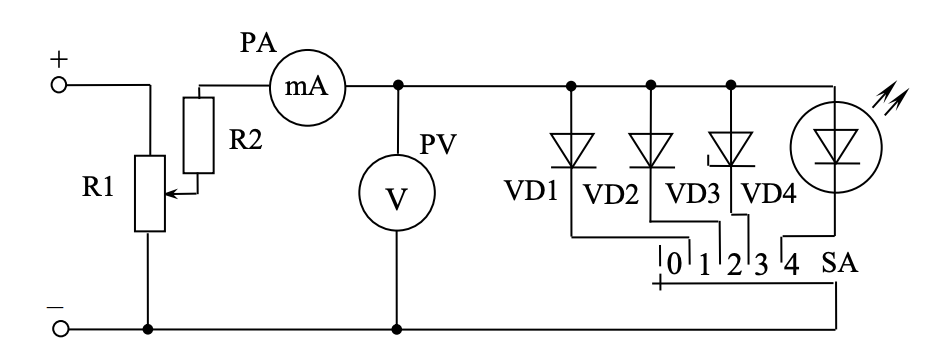 PA
+
mA
R2
PV
R1
V
VD1 VD2 VD3 VD4
0 1 2 3 4 SA
–